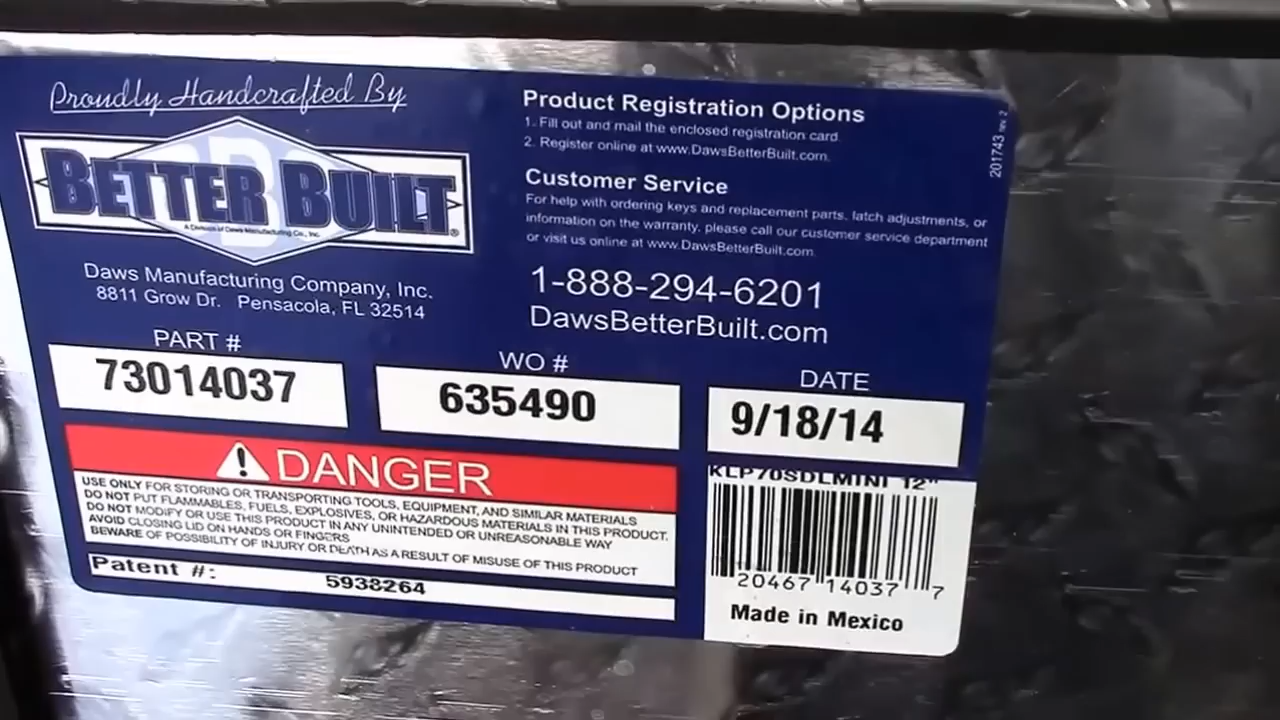 Proudly Handcrafted By
BETTER BUILT®
A Division of Daws Manufacturing Co., Inc.
Daws Manufacturing Company, Inc.
8811 Grow Dr. Pensacola, FL 32514
Product Registration Options
1. Fill out and mail the enclosed registration card.
2. Register online at www.DawsBetterBuilt.com.
Customer Service
For help with ordering keys and replacement parts, latch adjustments, or
information on the warranty, please call our customer service department
or visit us online at www.DawsBetterBuilt.com.
1-888-294-6201
DawsBetterBuilt.com
201743 rev. 2
PART #
73014037
WO #
635490
DATE
9/18/14
DANGER
USE ONLY FOR STORING OR TRANSPORTING TOOLS, EQUIPMENT, AND SIMILAR MATERIALS
DO NOT PUT FLAMMABLES, FUELS, EXPLOSIVES, OR HAZARDOUS MATERIALS IN THIS PRODUCT.
DO NOT MODIFY OR USE THIS PRODUCT IN ANY UNINTENDED OR UNREASONABLE WAY
AVOID CLOSING LID ON HANDS OR FINGERS
BEWARE OF POSSIBILITY OF INJURY OR DEATH AS A RESULT OF MISUSE OF THIS PRODUCT
Patent #: 5938264
KLP70SDLMINI 12"
20467 14037 7
Made in Mexico